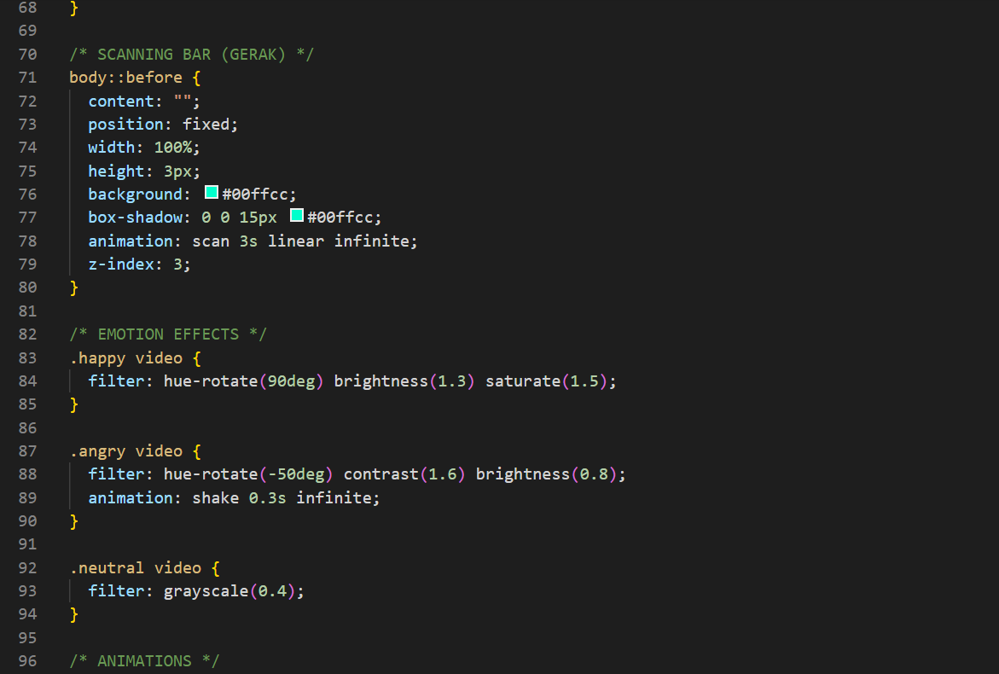 68 }
69
70 /* SCANNING BAR (GERAK) */
71 body::before {
72   content: "";
73   position: fixed;
74   width: 100%;
75   height: 3px;
76   background: #00ffcc;
77   box-shadow: 0 0 15px #00ffcc;
78   animation: scan 3s linear infinite;
79   z-index: 3;
80 }
81
82 /* EMOTION EFFECTS */
83 .happy video {
84   filter: hue-rotate(90deg) brightness(1.3) saturate(1.5);
85 }
86
87 .angry video {
88   filter: hue-rotate(-50deg) contrast(1.6) brightness(0.8);
89   animation: shake 0.3s infinite;
90 }
91
92 .neutral video {
93   filter: grayscale(0.4);
94 }
95
96 /* ANIMATIONS */